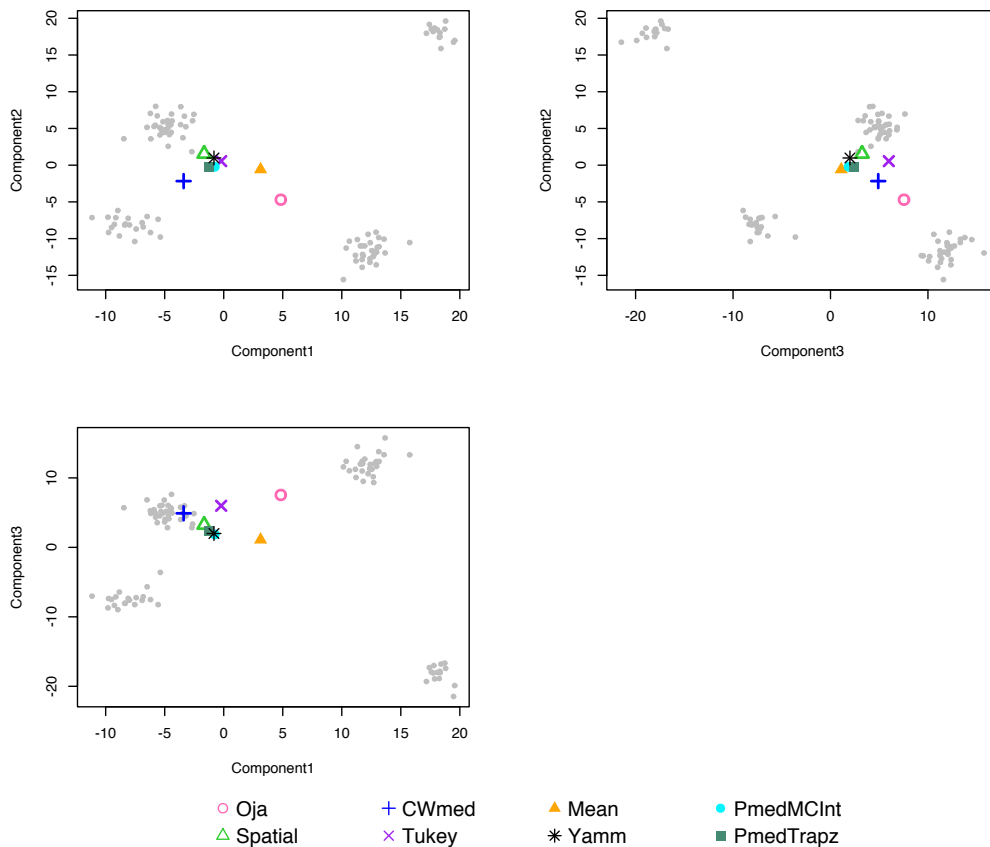 20
15
10
5
0
-5
-10
-15
Component2
-10 -5 0 5 10 15 20
Component1
20
15
10
5
0
-5
-10
-15
Component2
-20 -10 0 10
Component3
10
0
-10
-20
Component3
-10 -5 0 5 10 15 20
Component1
Oja CWmed Mean PmedMCInt
Spatial Tukey Yamm PmedTrapz